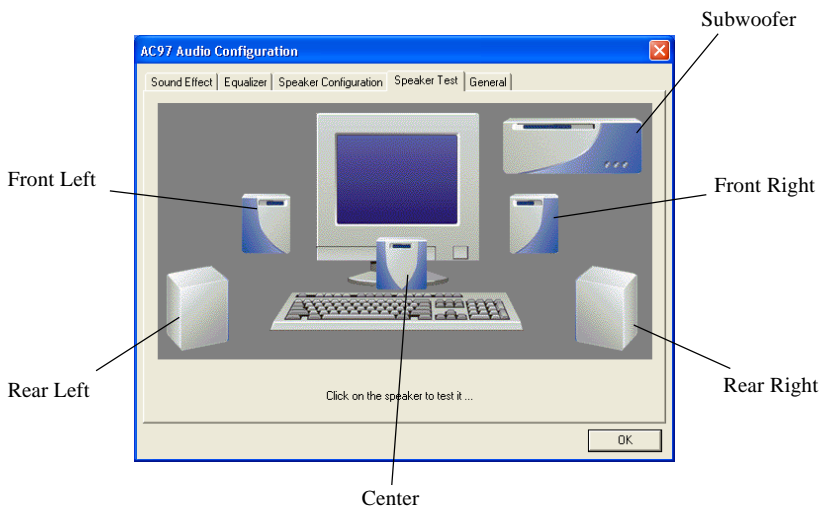 Subwoofer
AC97 Audio Configuration
Sound Effect Equalizer Speaker Configuration Speaker Test General
Front Left
Front Right
Rear Left
Rear Right
Click on the speaker to test it ...
OK
Center